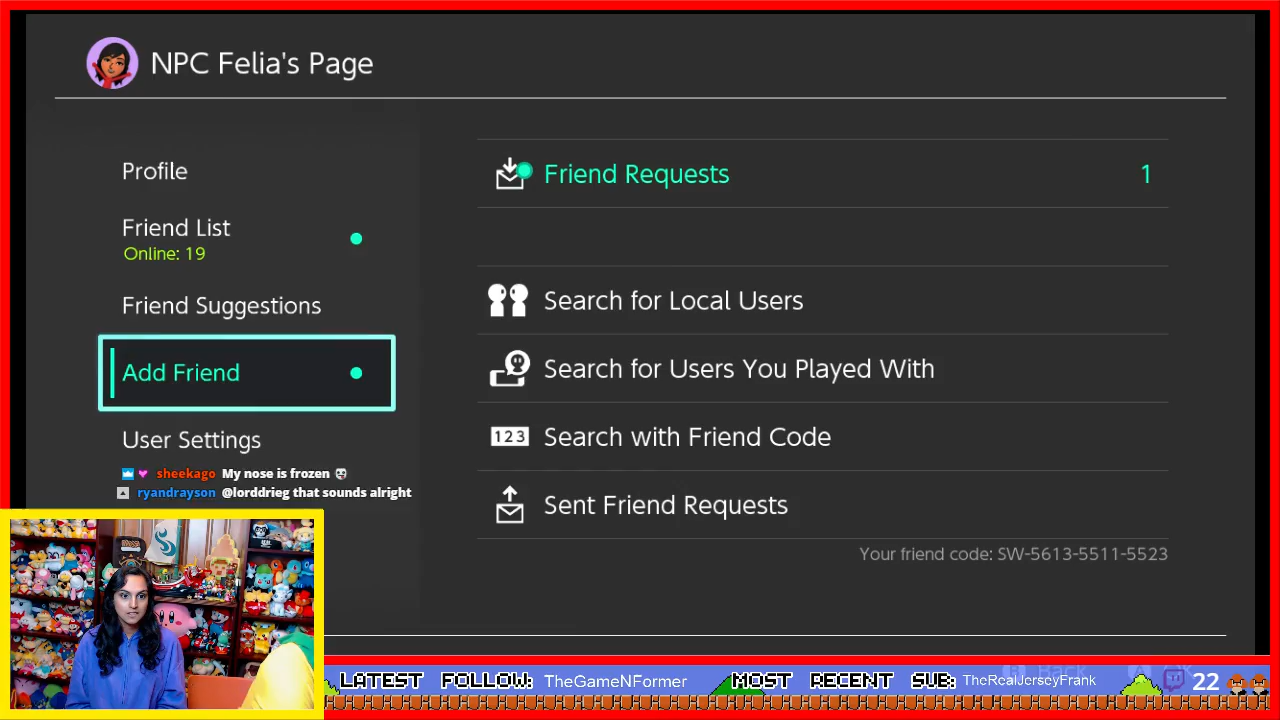 NPC Felia's Page
Profile
Friend List
Online: 19
Friend Suggestions
Add Friend
User Settings
Friend Requests 1
Search for Local Users
Search for Users You Played With
123 Search with Friend Code
Sent Friend Requests
Your friend code: SW-5613-5511-5523
sheekago My nose is frozen
ryandrayson @lorddrieg that sounds alright
B Back A OK
LATEST FOLLOW: TheGameNFormer MOST RECENT SUB: TheRealJerseyFrank 22